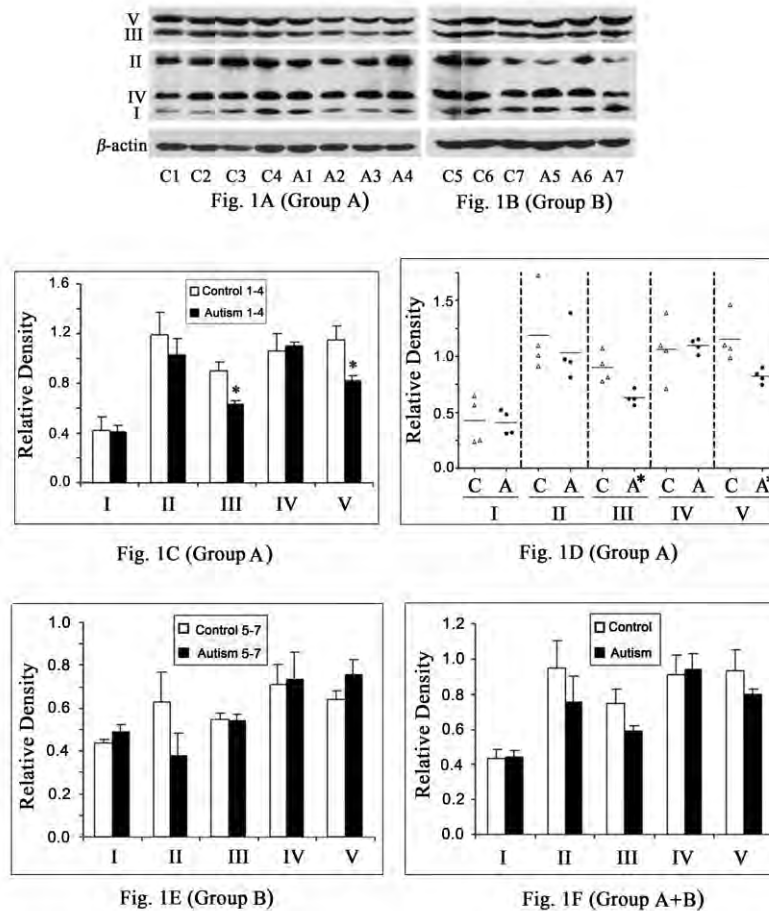 V
III
II
IV
I
β-actin
C1 C2 C3 C4 A1 A2 A3 A4 C5 C6 C7 A5 A6 A7
Fig. 1A (Group A) Fig. 1B (Group B)
Relative Density
1.6
1.2
0.8
0.4
0.0
Control 1-4
Autism 1-4
* *
I II III IV V
Fig. 1C (Group A)
Relative Density
1.5
1.0
0.5
0.0
C A C A C A* C A C A*
I II III IV V
Fig. 1D (Group A)
Relative Density
1.0
0.8
0.6
0.4
0.2
0.0
Control 5-7
Autism 5-7
I II III IV V
Fig. 1E (Group B)
Relative Density
1.2
1.0
0.8
0.6
0.4
0.2
0.0
Control
Autism
I II III IV V
Fig. 1F (Group A+B)